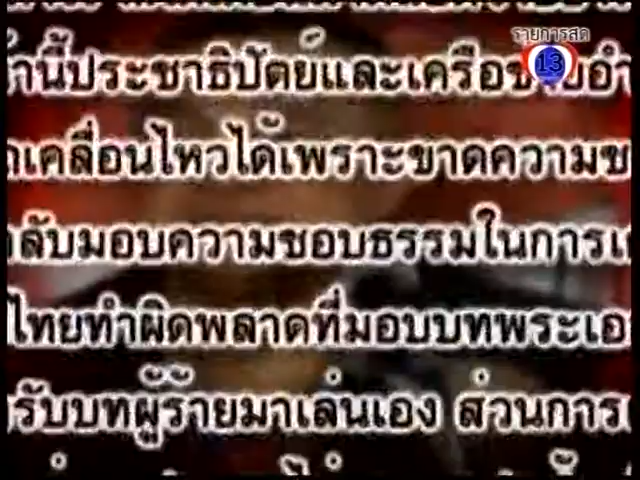 รายการสด
13
านี้ประชาธิปัตย์และเครือข่ายอำ
เคลื่อนไหวได้เพราะขาดความช
ลับมอบความชอบธรรมในการเ
ไทยทำผิดพลาดที่มอบบทพระเอ
รับบทผู้ร้ายมาเล่นเอง ส่วนการ